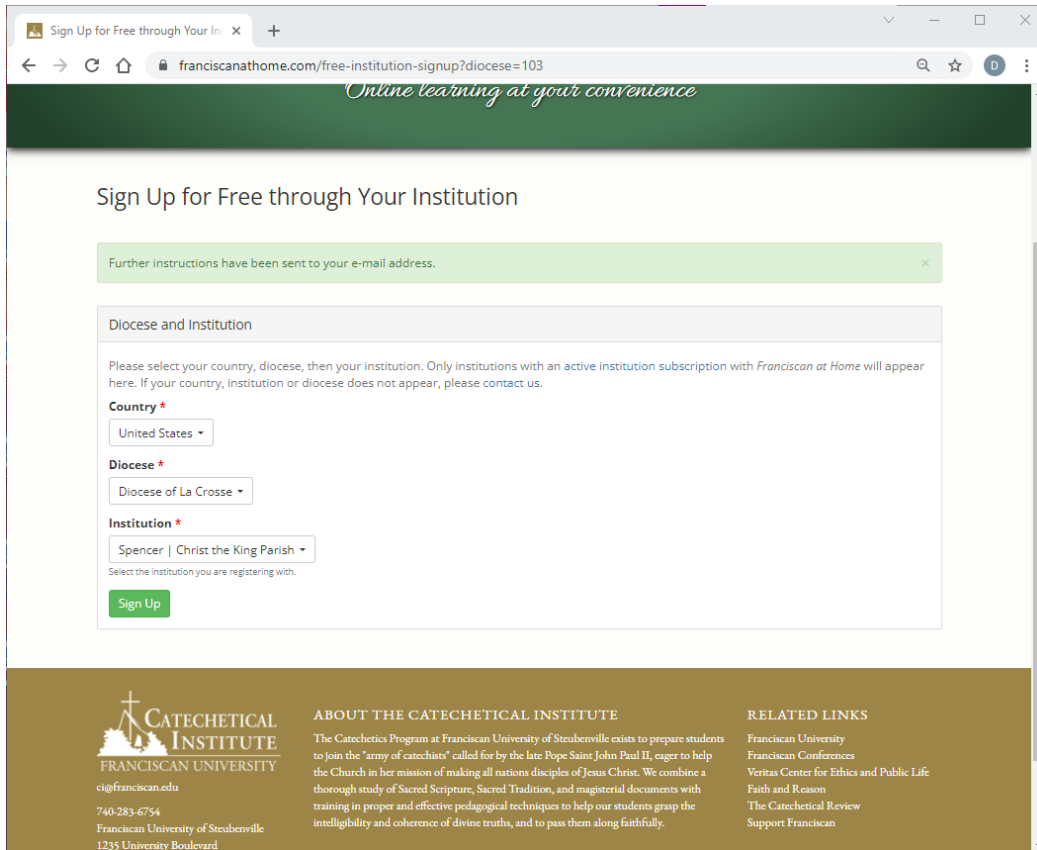 Sign Up for Free through Your In
franciscanathome.com/free-institution-signup?diocese=103
D
Online learning at your convenience
Sign Up for Free through Your Institution
Further instructions have been sent to your e-mail address.
Diocese and Institution
Please select your country, diocese, then your institution. Only institutions with an active institution subscription with Franciscan at Home will appear
here. If your country, institution or diocese does not appear, please contact us.
Country *
United States
Diocese *
Diocese of La Crosse
Institution *
Spencer | Christ the King Parish
Select the institution you are registering with.
Sign Up
CATECHETICAL
INSTITUTE
FRANCISCAN UNIVERSITY
ci@franciscan.edu
740-283-6754
Franciscan University of Steubenville
1235 University Boulevard
ABOUT THE CATECHETICAL INSTITUTE
The Catechetics Program at Franciscan University of Steubenville exists to prepare students
to join the "army of catechists" called for by the late Pope Saint John Paul II, eager to help
the Church in her mission of making all nations disciples of Jesus Christ. We combine a
thorough study of Sacred Scripture, Sacred Tradition, and magisterial documents with
training in proper and effective pedagogical techniques to help our students grasp the
intelligibility and coherence of divine truths, and to pass them along faithfully.
RELATED LINKS
Franciscan University
Franciscan Conferences
Veritas Center for Ethics and Public Life
Faith and Reason
The Catechetical Review
Support Franciscan